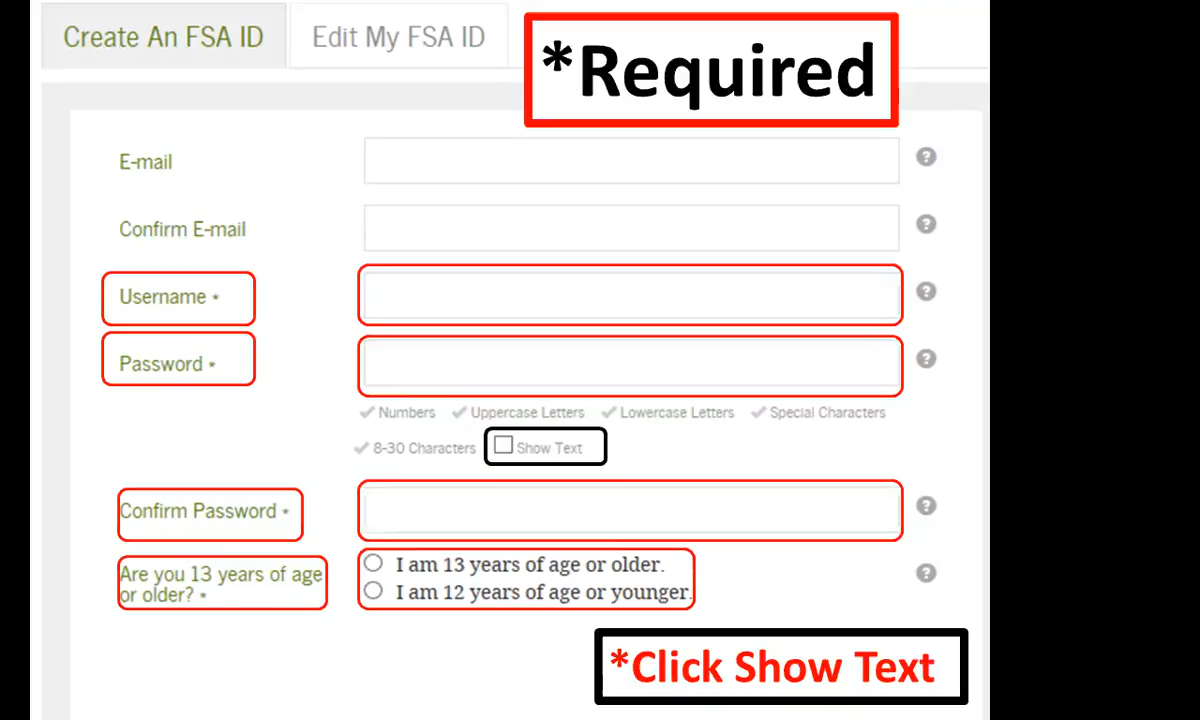 Create An FSA ID
Edit My FSA ID
*Required
E-mail
?
Confirm E-mail
?
Username *
?
Password *
?
Numbers
Uppercase Letters
Lowercase Letters
Special Characters
8-30 Characters
Show Text
Confirm Password *
?
Are you 13 years of age
or older? *
I am 13 years of age or older.
I am 12 years of age or younger.
?
*Click Show Text